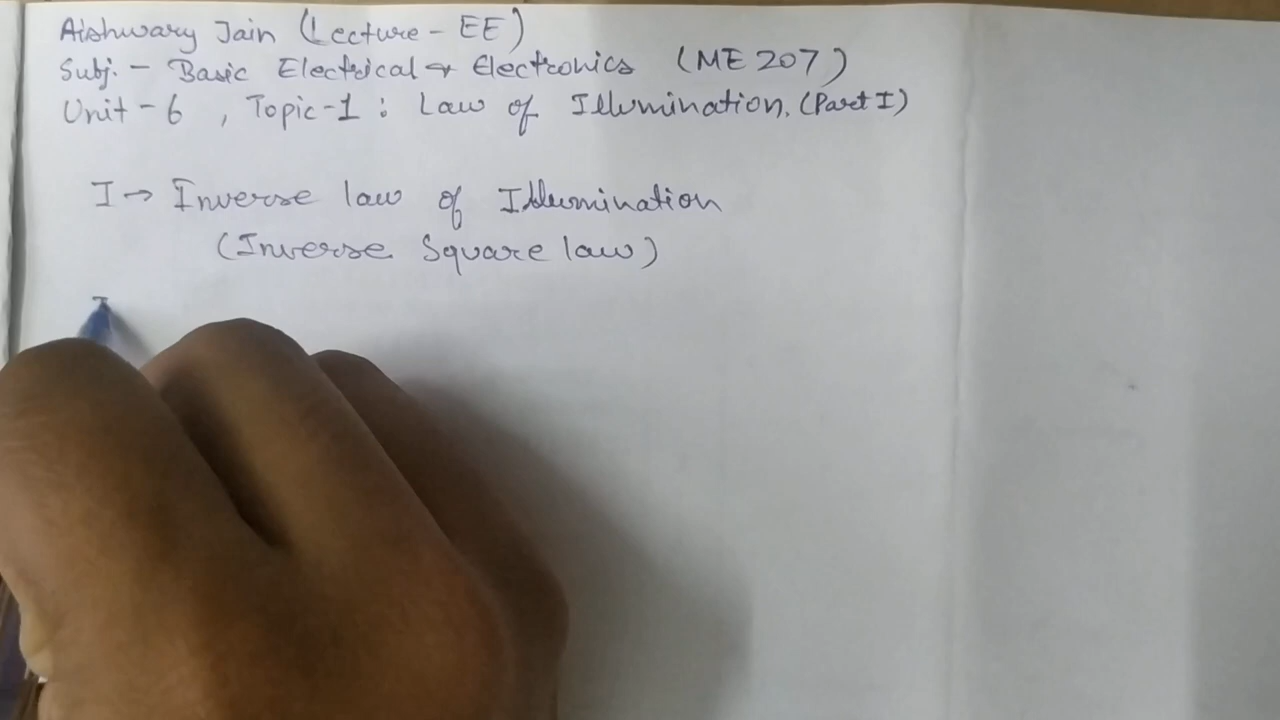 Aishwary Jain (Lecture - EE)
Subj. - Basic Electrical & Electronics (ME 207)
Unit - 6 , Topic-1 : Law of Illumination. (Part I)
I → Inverse law of Illumination
(Inverse Square law)